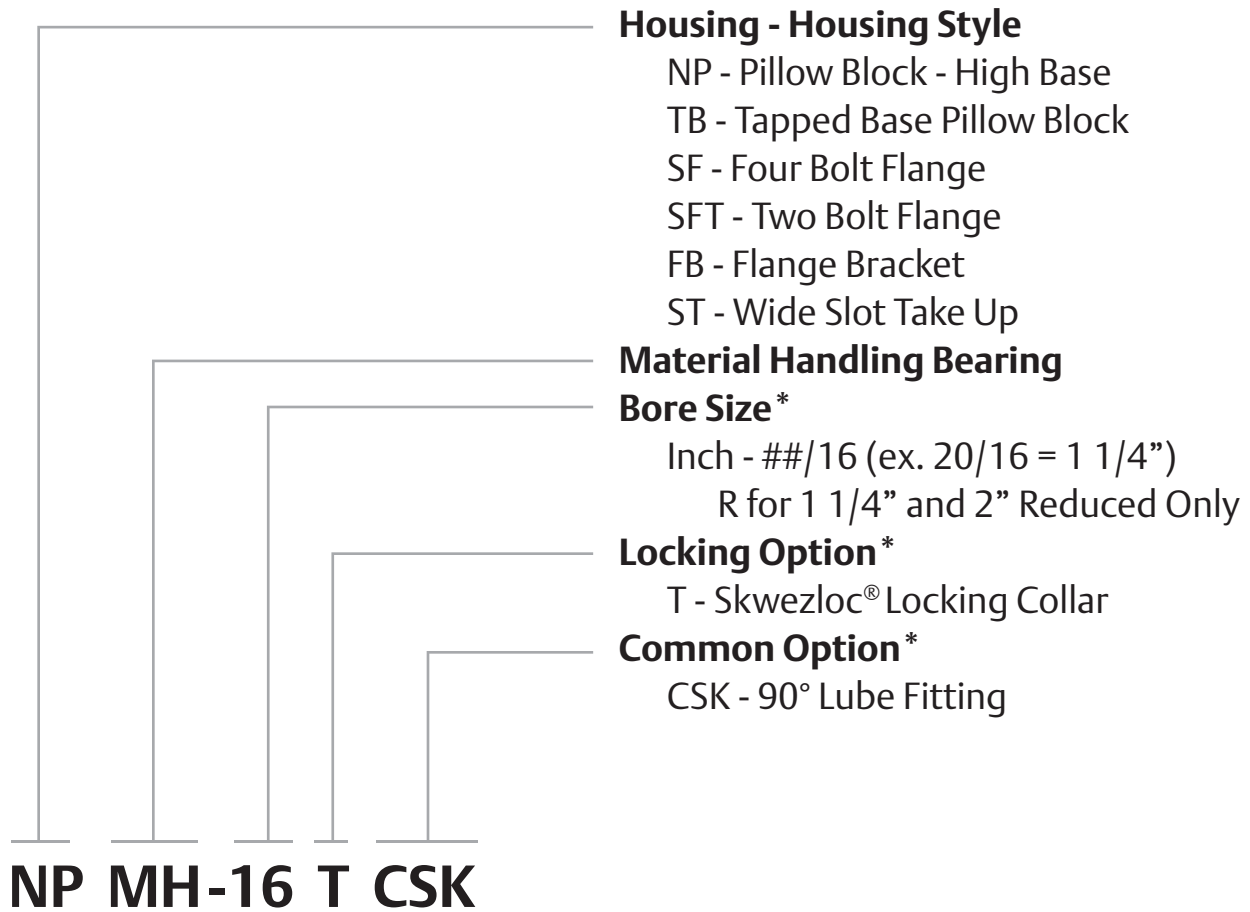 Housing - Housing Style
NP - Pillow Block - High Base
TB - Tapped Base Pillow Block
SF - Four Bolt Flange
SFT - Two Bolt Flange
FB - Flange Bracket
ST - Wide Slot Take Up
Material Handling Bearing
Bore Size*
Inch - ##/16 (ex. 20/16 = 1 1/4”)
R for 1 1/4” and 2” Reduced Only
Locking Option*
T - Skwezloc® Locking Collar
Common Option*
CSK - 90° Lube Fitting
NP MH-16 T CSK